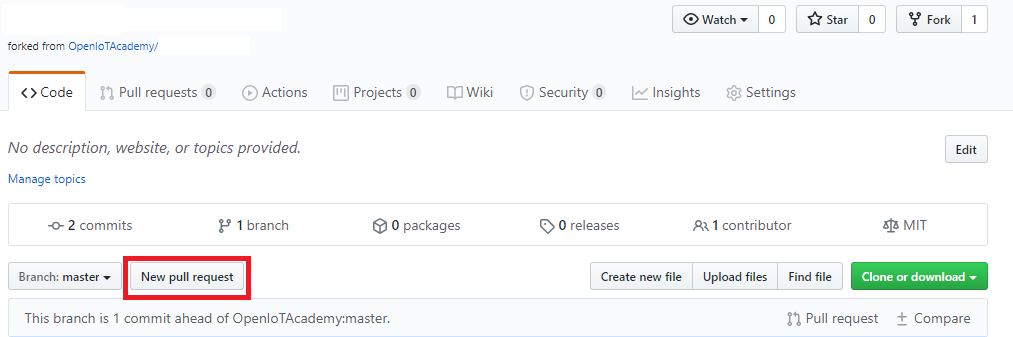 Watch 0 Star 0 Fork 1
forked from OpenIoTAcademy/
Code Pull requests 0 Actions Projects 0 Wiki Security 0 Insights Settings
No description, website, or topics provided. Edit
Manage topics
2 commits 1 branch 0 packages 0 releases 1 contributor MIT
Branch: master New pull request Create new file Upload files Find file Clone or download
This branch is 1 commit ahead of OpenIoTAcademy:master. Pull request Compare